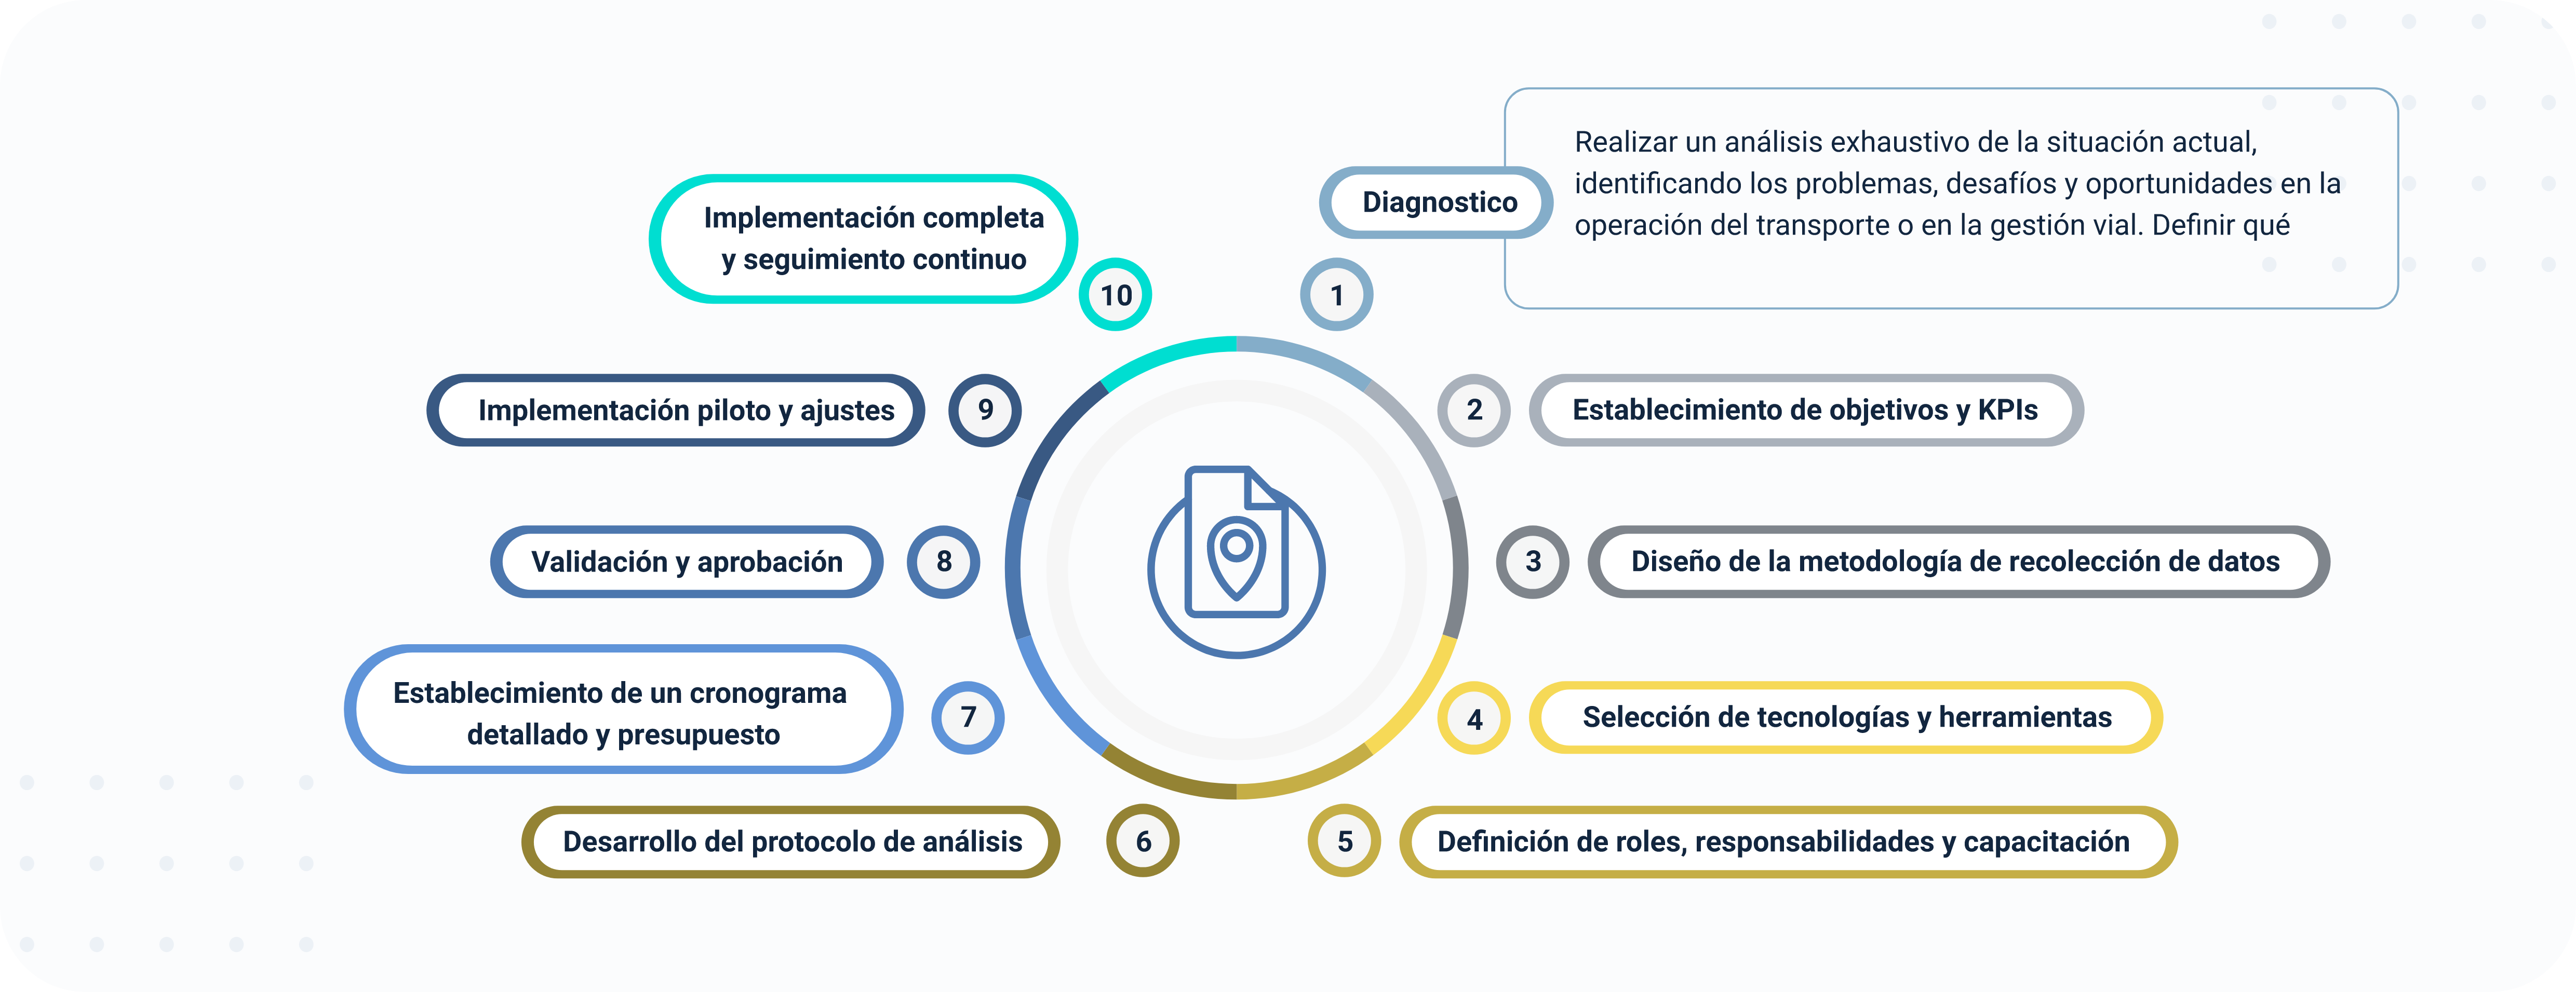 Diagnostico
Realizar un análisis exhaustivo de la situación actual,
identificando los problemas, desafíos y oportunidades en la
operación del transporte o en la gestión vial. Definir qué
1
2
Establecimiento de objetivos y KPIs
3
Diseño de la metodología de recolección de datos
4
Selección de tecnologías y herramientas
5
Definición de roles, responsabilidades y capacitación
6
Desarrollo del protocolo de análisis
7
Establecimiento de un cronograma
detallado y presupuesto
8
Validación y aprobación
9
Implementación piloto y ajustes
10
Implementación completa
y seguimiento continuo